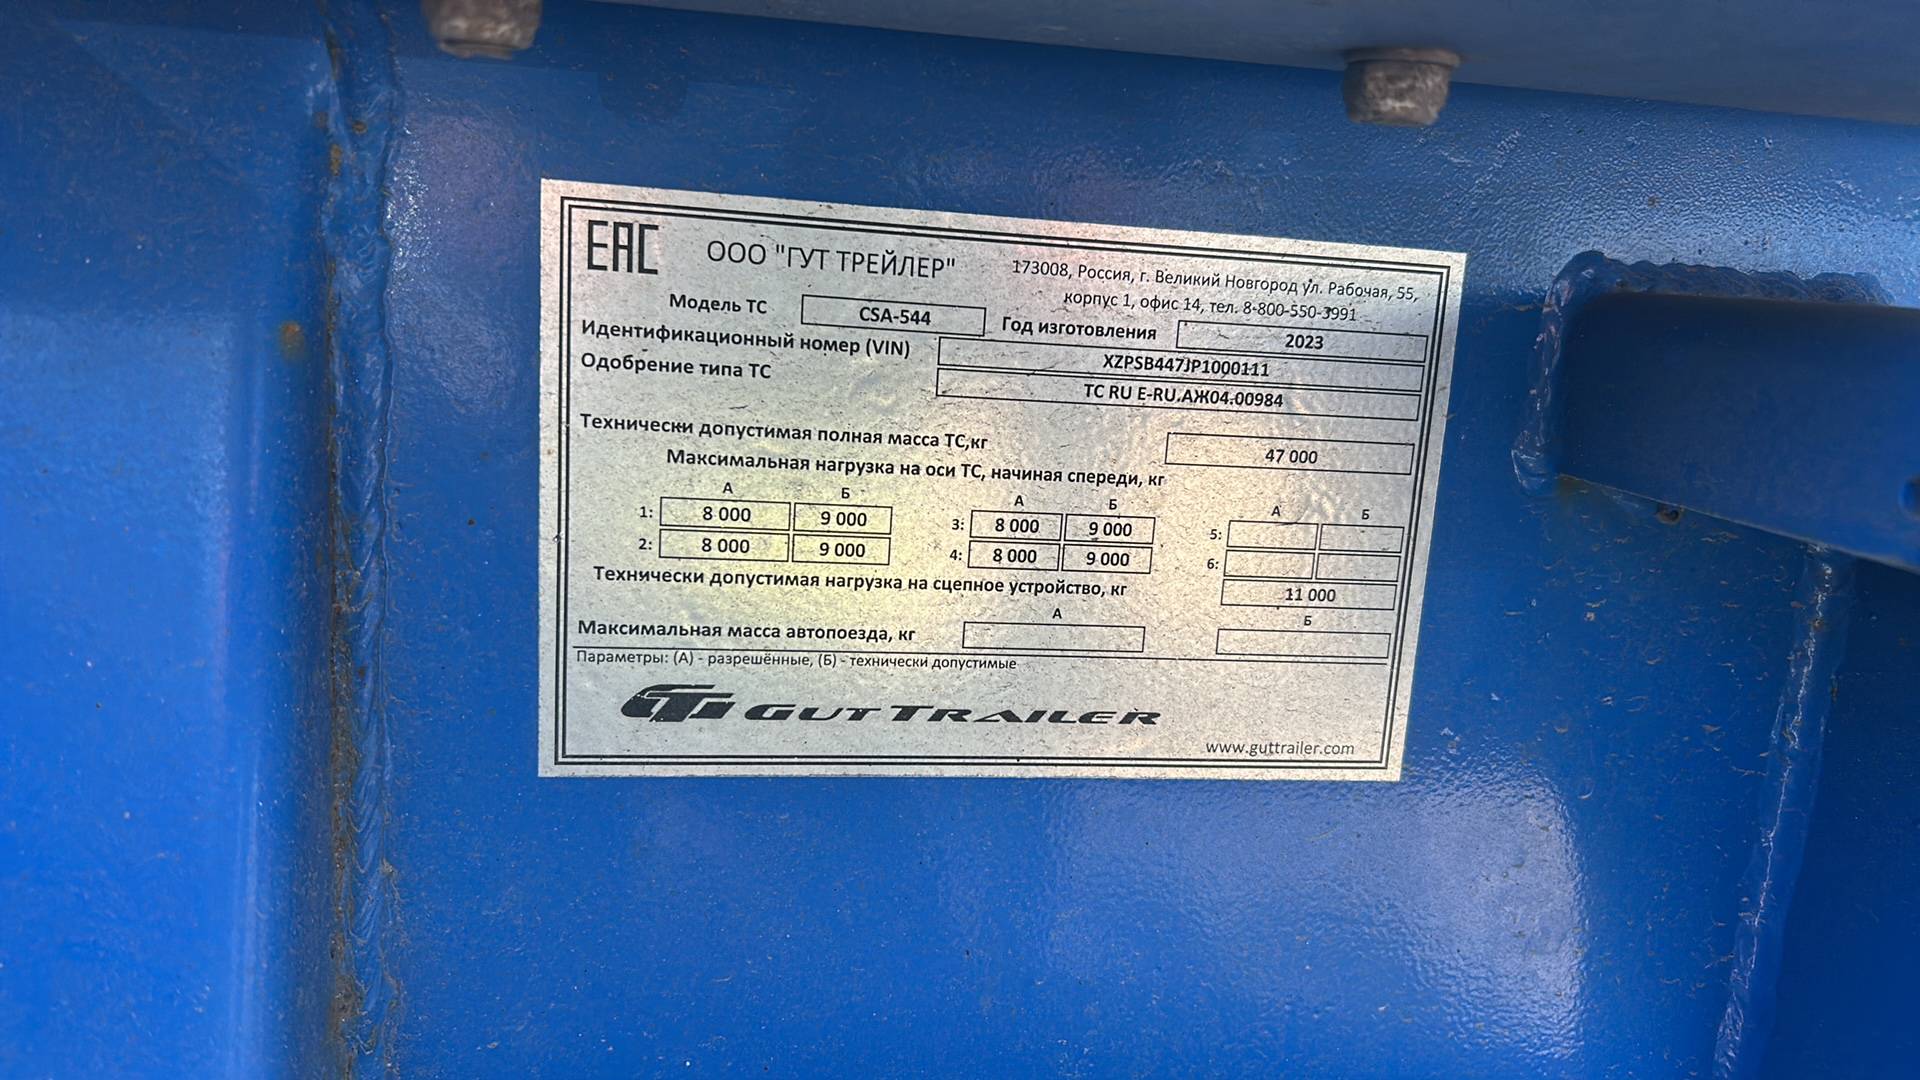 EAC
ООО "ГУТ ТРЕЙЛЕР"
173008, Россия, г. Великий Новгород ул. Рабочая, 55,
корпус 1, офис 14, тел. 8-800-550-3991
Модель ТС CSA-544 Год изготовления 2023
Идентификационный номер (VIN) XZPSB447JP1000111
Одобрение типа ТС ТС RU E-RU.АЖ04.00984
Технически допустимая полная масса ТС,кг 47 000
Максимальная нагрузка на оси ТС, начиная спереди, кг
А Б А Б А Б
1: 8 000 9 000 3: 8 000 9 000 5:
2: 8 000 9 000 4: 8 000 9 000 6:
Технически допустимая нагрузка на сцепное устройство, кг 11 000
А Б
Максимальная масса автопоезда, кг
Параметры: (А) - разрешённые, (Б) - технически допустимые
GUT TRAILER
www.guttrailer.com